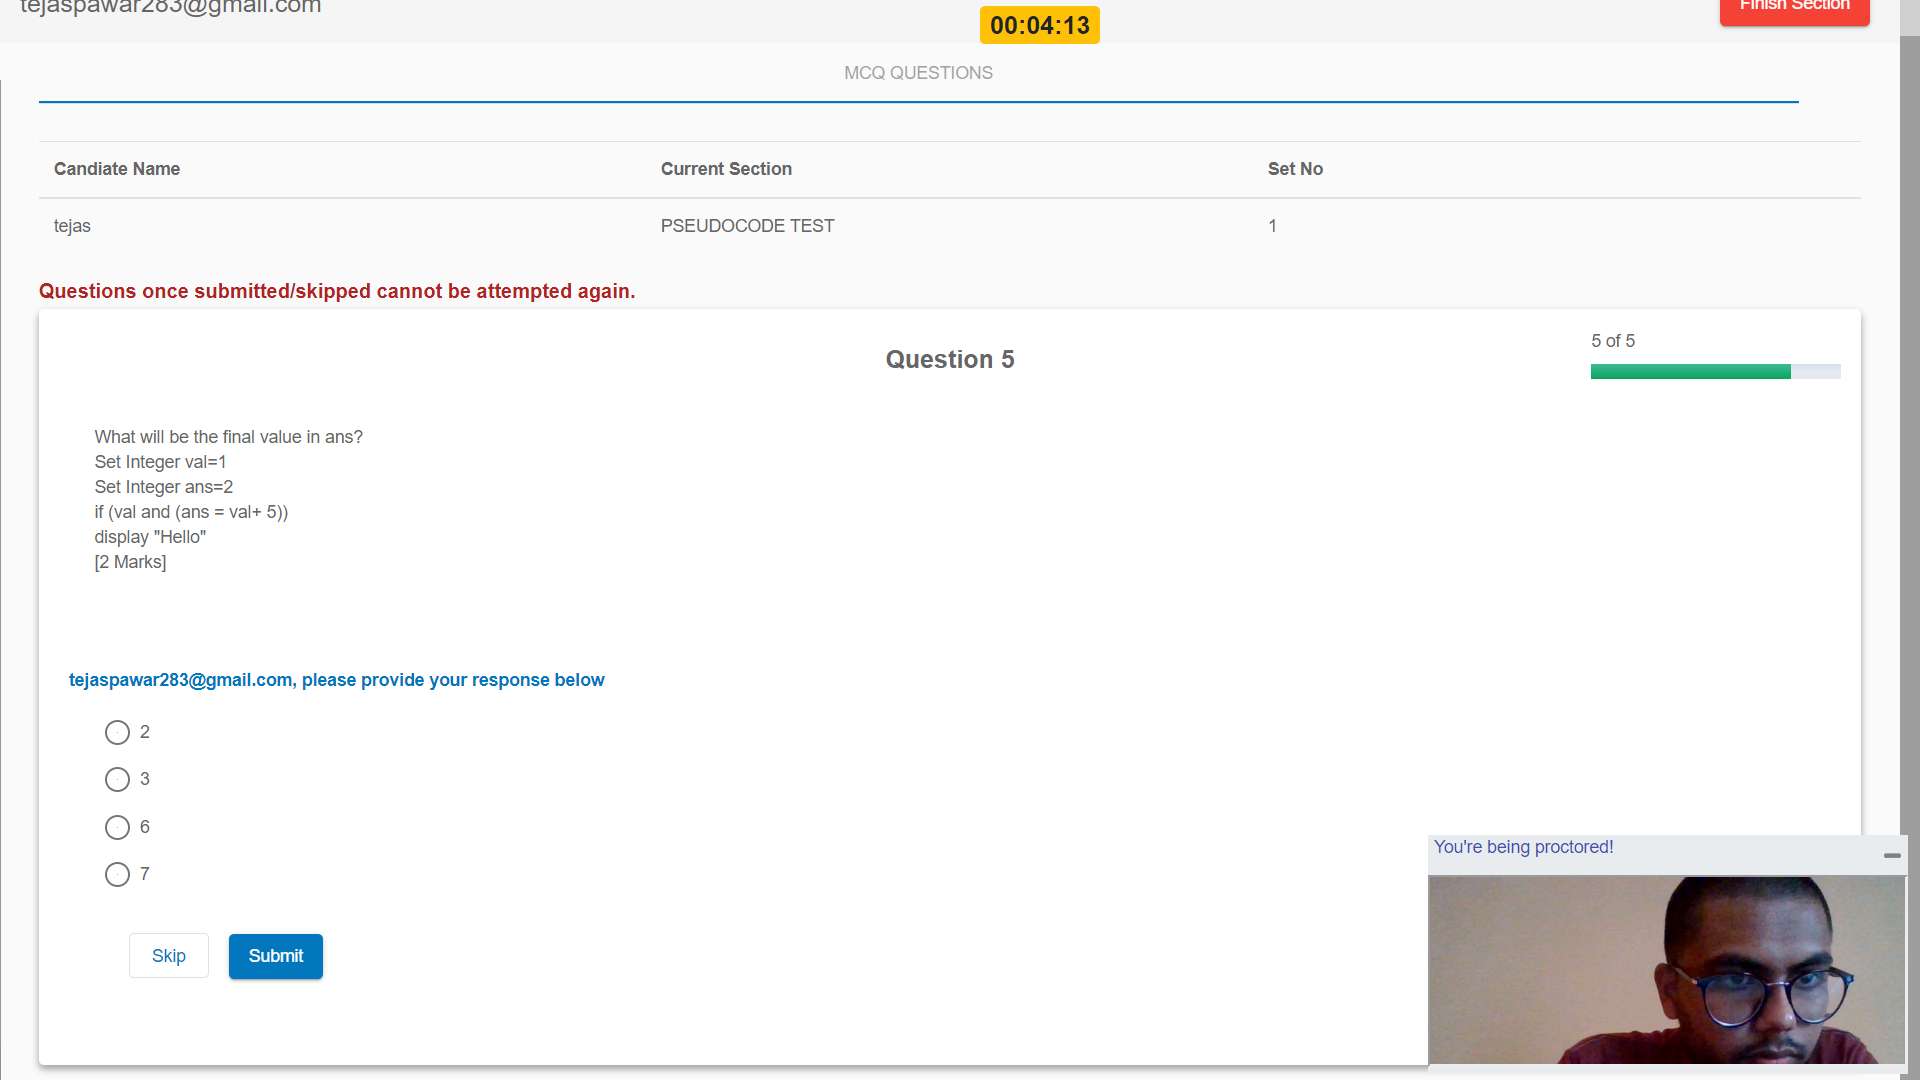 tejaspawar283@gmail.com
00:04:13
Finish Section
MCQ QUESTIONS
Candiate Name Current Section Set No
tejas PSEUDOCODE TEST 1
Questions once submitted/skipped cannot be attempted again.
5 of 5
Question 5
What will be the final value in ans?
Set Integer val=1
Set Integer ans=2
if (val and (ans = val+ 5))
display "Hello"
[2 Marks]
tejaspawar283@gmail.com, please provide your response below
2
3
6
7
Skip Submit
You're being proctored!